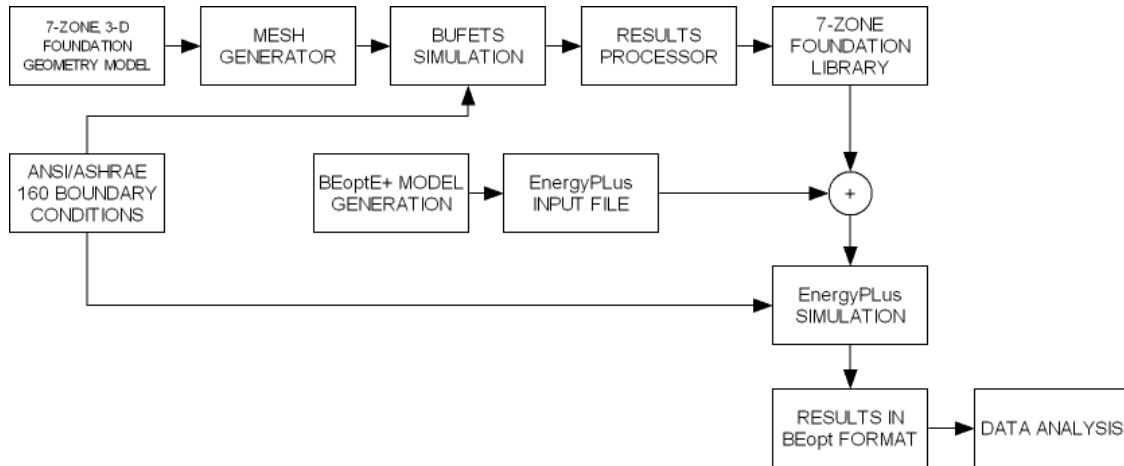 7-ZONE, 3-D
FOUNDATION
GEOMETRY MODEL
MESH
GENERATOR
BUFETS
SIMULATION
RESULTS
PROCESSOR
7-ZONE
FOUNDATION
LIBRARY
ANSI/ASHRAE
160 BOUNDARY
CONDITIONS
BEoptE+ MODEL
GENERATION
EnergyPLus
INPUT FILE
+
EnergyPLus
SIMULATION
RESULTS IN
BEopt FORMAT
DATA ANALYSIS